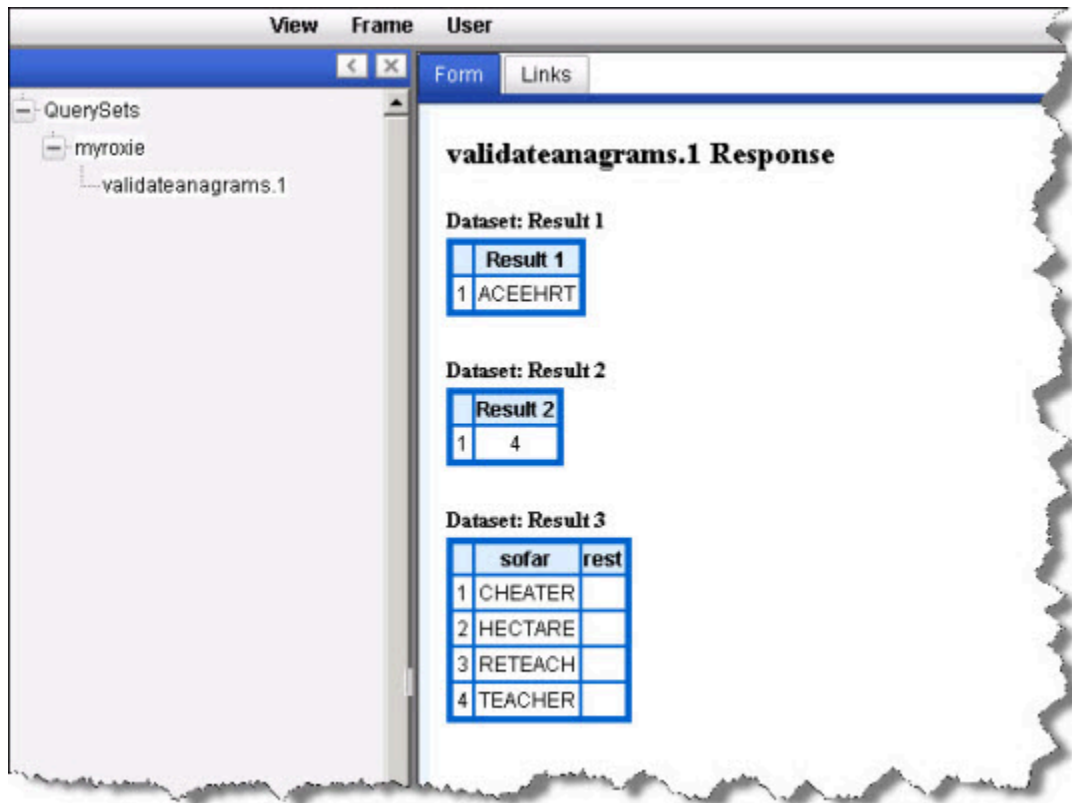 View Frame User
Form Links
QuerySets
myroxie
validateanagrams.1
validateanagrams.1 Response
Dataset: Result 1
Result 1
1 ACEEHRT
Dataset: Result 2
Result 2
1 4
Dataset: Result 3
sofar rest
1 CHEATER
2 HECTARE
3 RETEACH
4 TEACHER